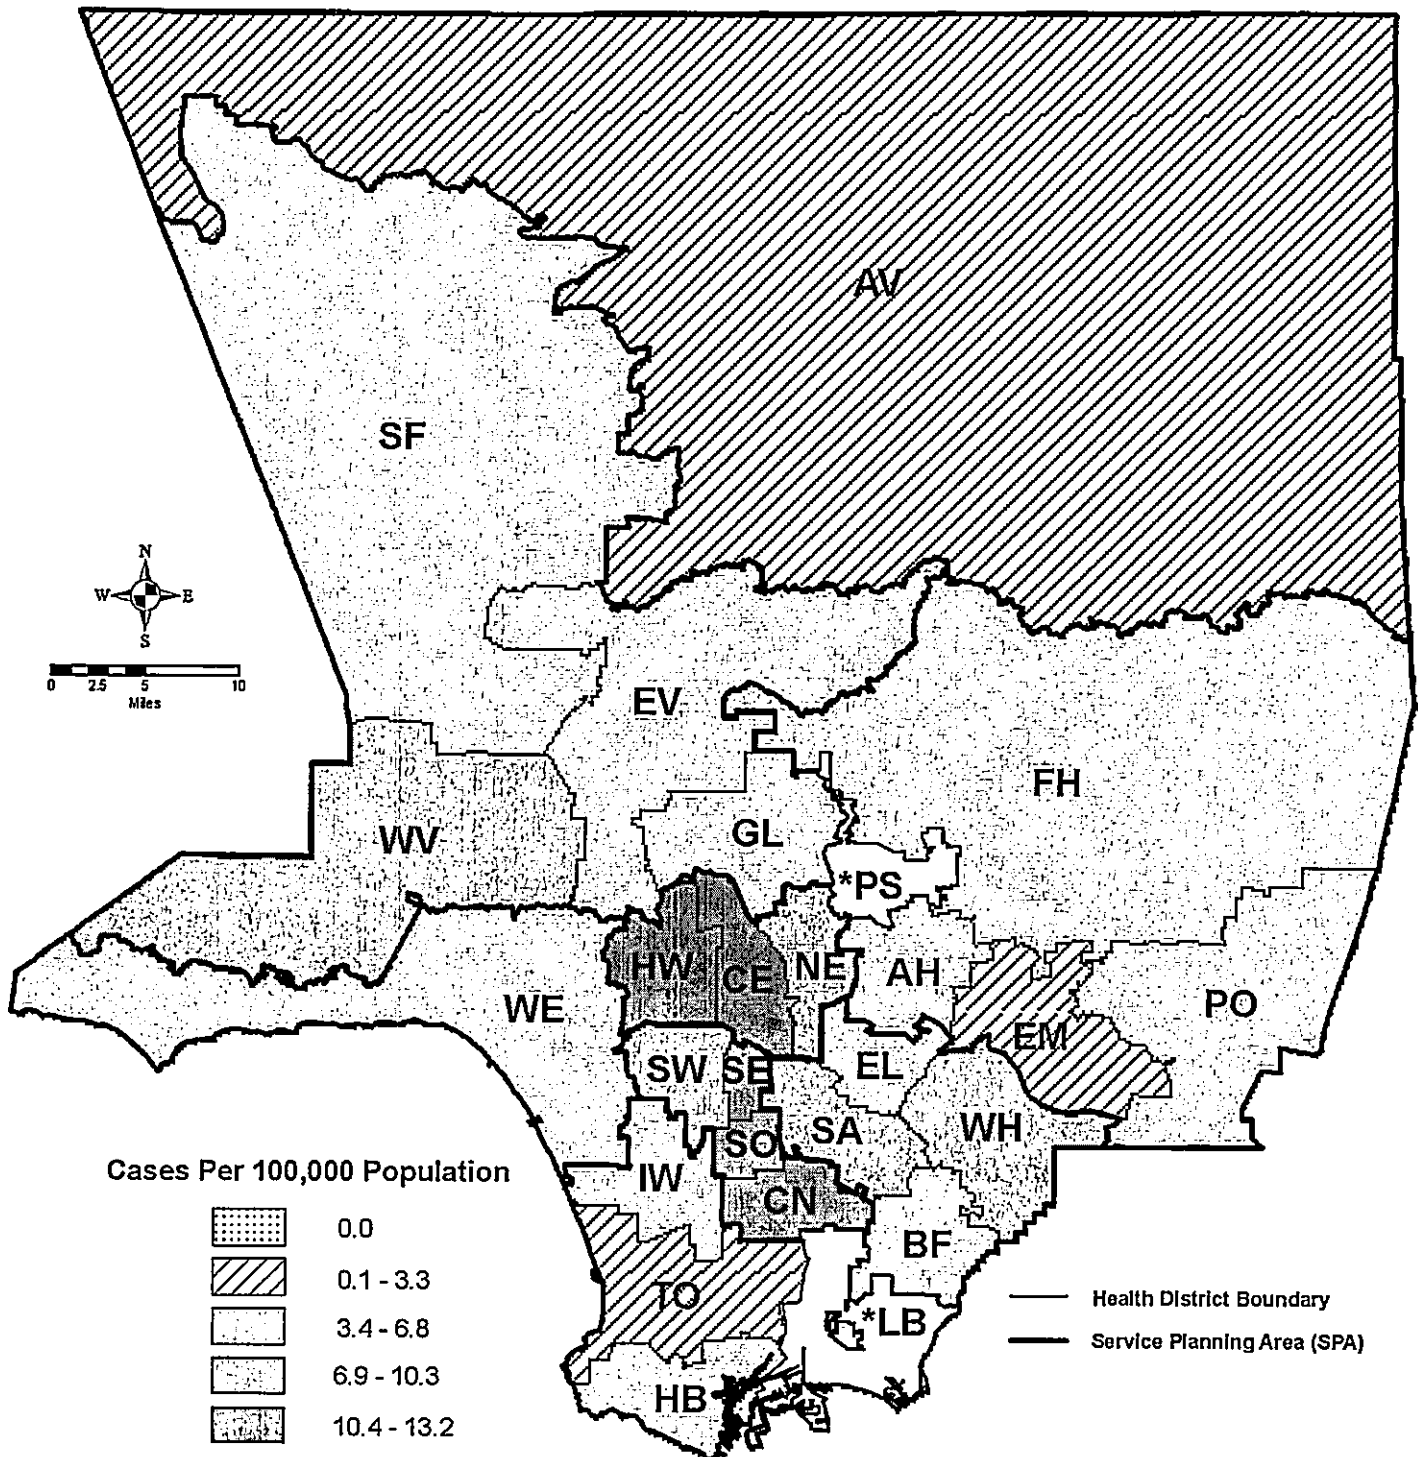 AV
SF
N
W E
S
0 2.5 5 10
Miles
EV
FH
WV
GL
*PS
HW
CE
NE
AH
WE
PO
EM
SW
SE
EL
SO
SA
WH
IW
CN
BF
TO
*LB
HB
Cases Per 100,000 Population
0.0
0.1 - 3.3
3.4 - 6.8
6.9 - 10.3
10.4 - 13.2
Health District Boundary
Service Planning Area (SPA)